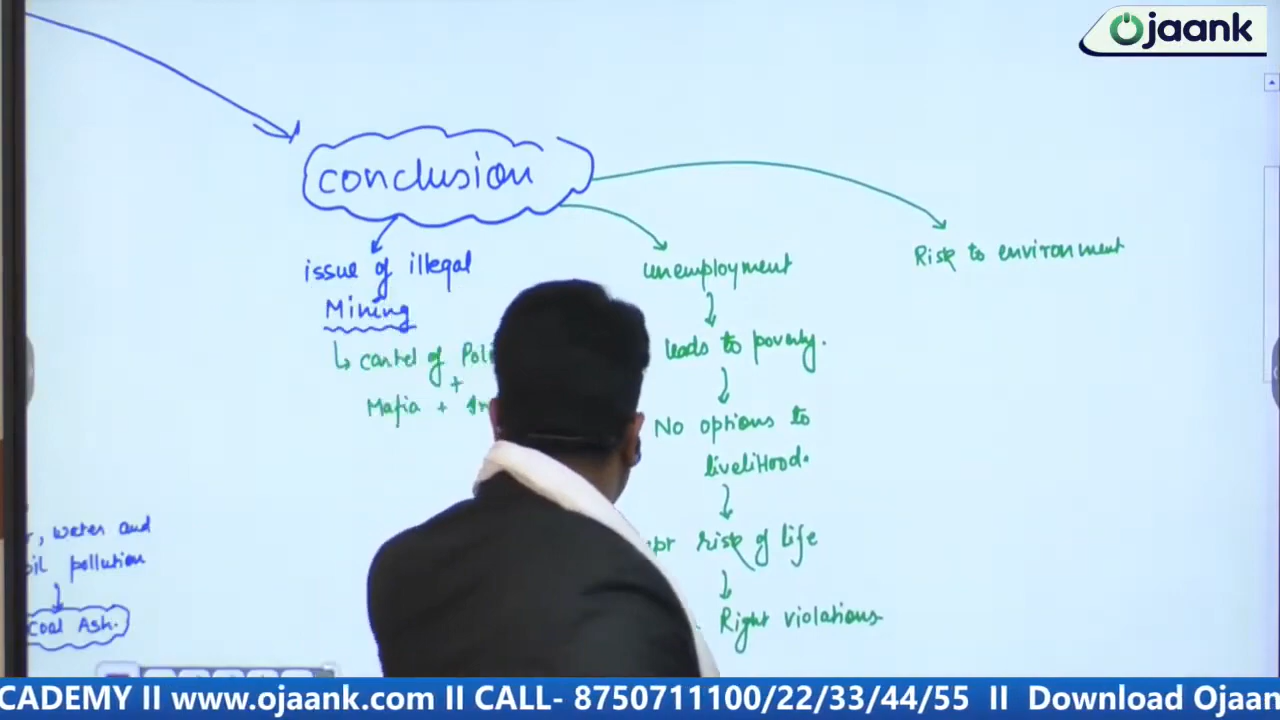 Ojaank
conclusion
issue of illegal
Mining
cartel of
+
Mafia +
unemployment
leads to poverty.
No options to
liveliHood.
risk of life
Right violations
Risk to environment
water and
pollution
Coal Ash.
CADEMY II www.ojaank.com II CALL- 8750711100/22/33/44/55 II Download